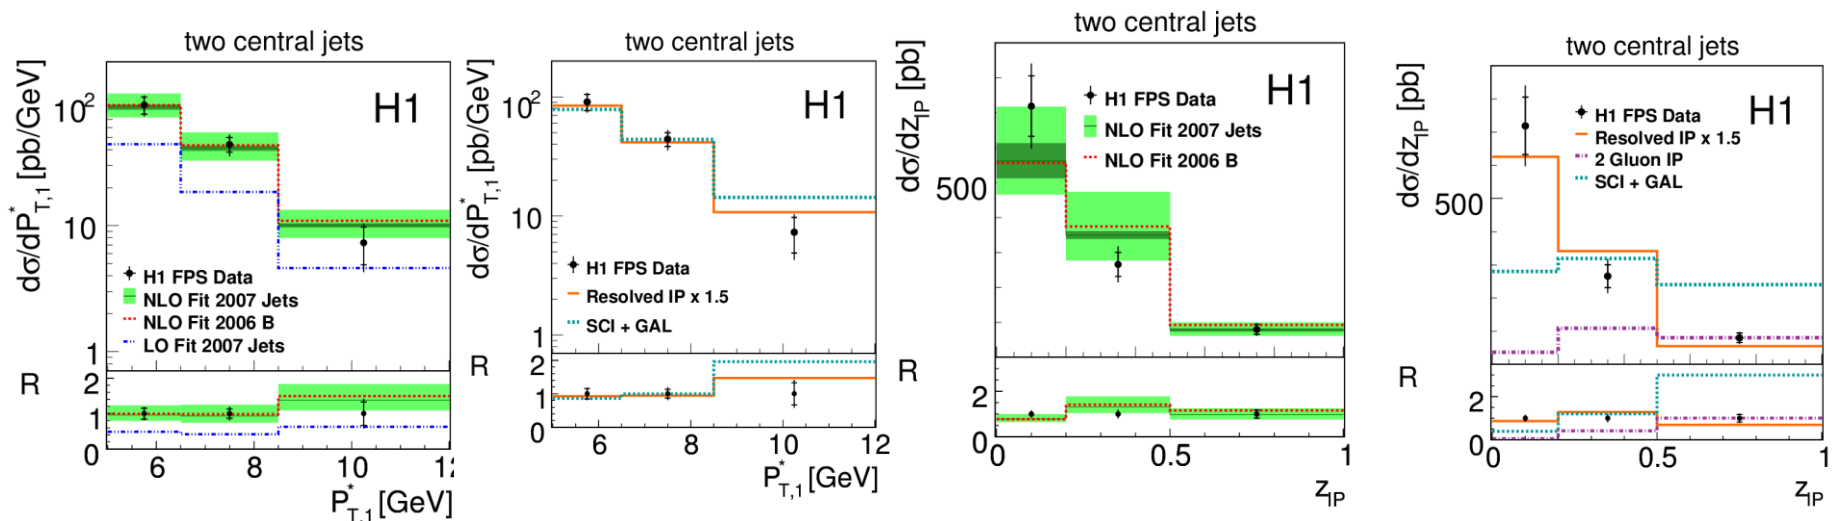 two central jets
dσ/dP*T,1 [pb/GeV]
H1
10²
10
1
H1 FPS Data
NLO Fit 2007 Jets
NLO Fit 2006 B
LO Fit 2007 Jets
R
2
1
0
6
8
10
12
P*T,1 [GeV]
two central jets
dσ/dP*T,1 [pb/GeV]
H1
10²
10
1
H1 FPS Data
Resolved IP x 1.5
SCI + GAL
R
2
1
0
6
8
10
12
P*T,1 [GeV]
two central jets
dσ/dzIP [pb]
H1
500
H1 FPS Data
NLO Fit 2007 Jets
NLO Fit 2006 B
R
2
0
0
0.5
1
zIP
two central jets
dσ/dzIP [pb]
H1
500
H1 FPS Data
Resolved IP x 1.5
2 Gluon IP
SCI + GAL
R
2
0
0
0.5
1
zIP